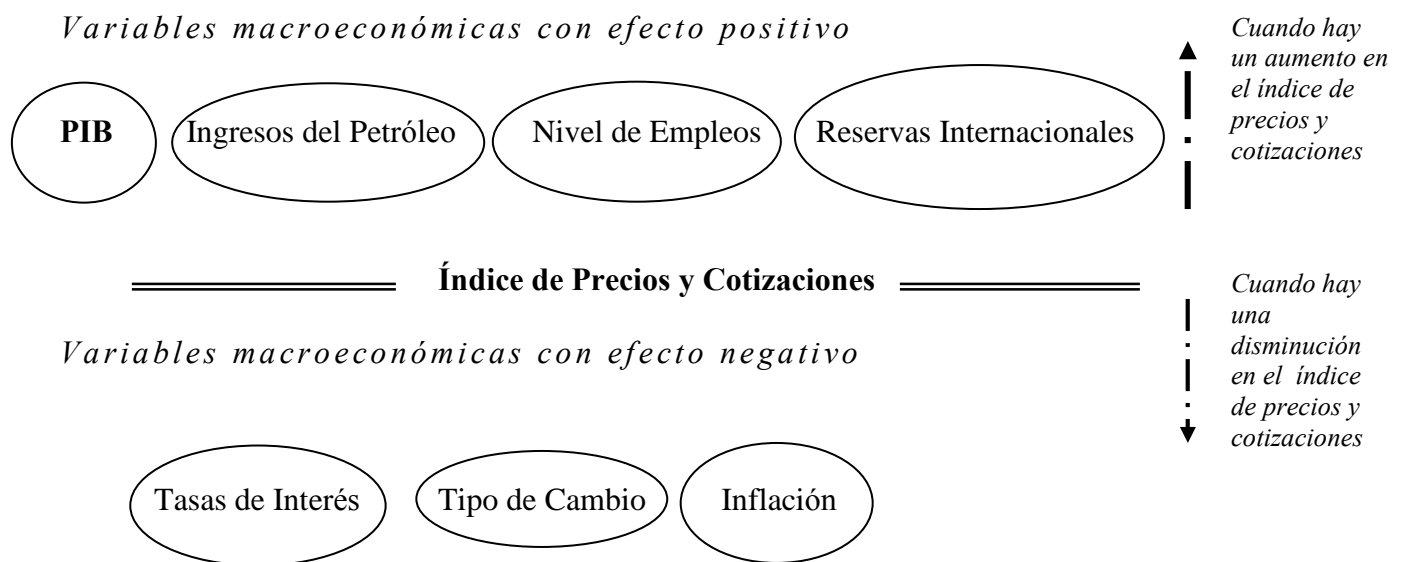 Variables macroeconómicas con efecto positivo
Cuando hay
un aumento en
el índice de
precios y
cotizaciones
PIB
Ingresos del Petróleo
Nivel de Empleos
Reservas Internacionales
Índice de Precios y Cotizaciones
Variables macroeconómicas con efecto negativo
Cuando hay
una
disminución
en el índice
de precios y
cotizaciones
Tasas de Interés
Tipo de Cambio
Inflación